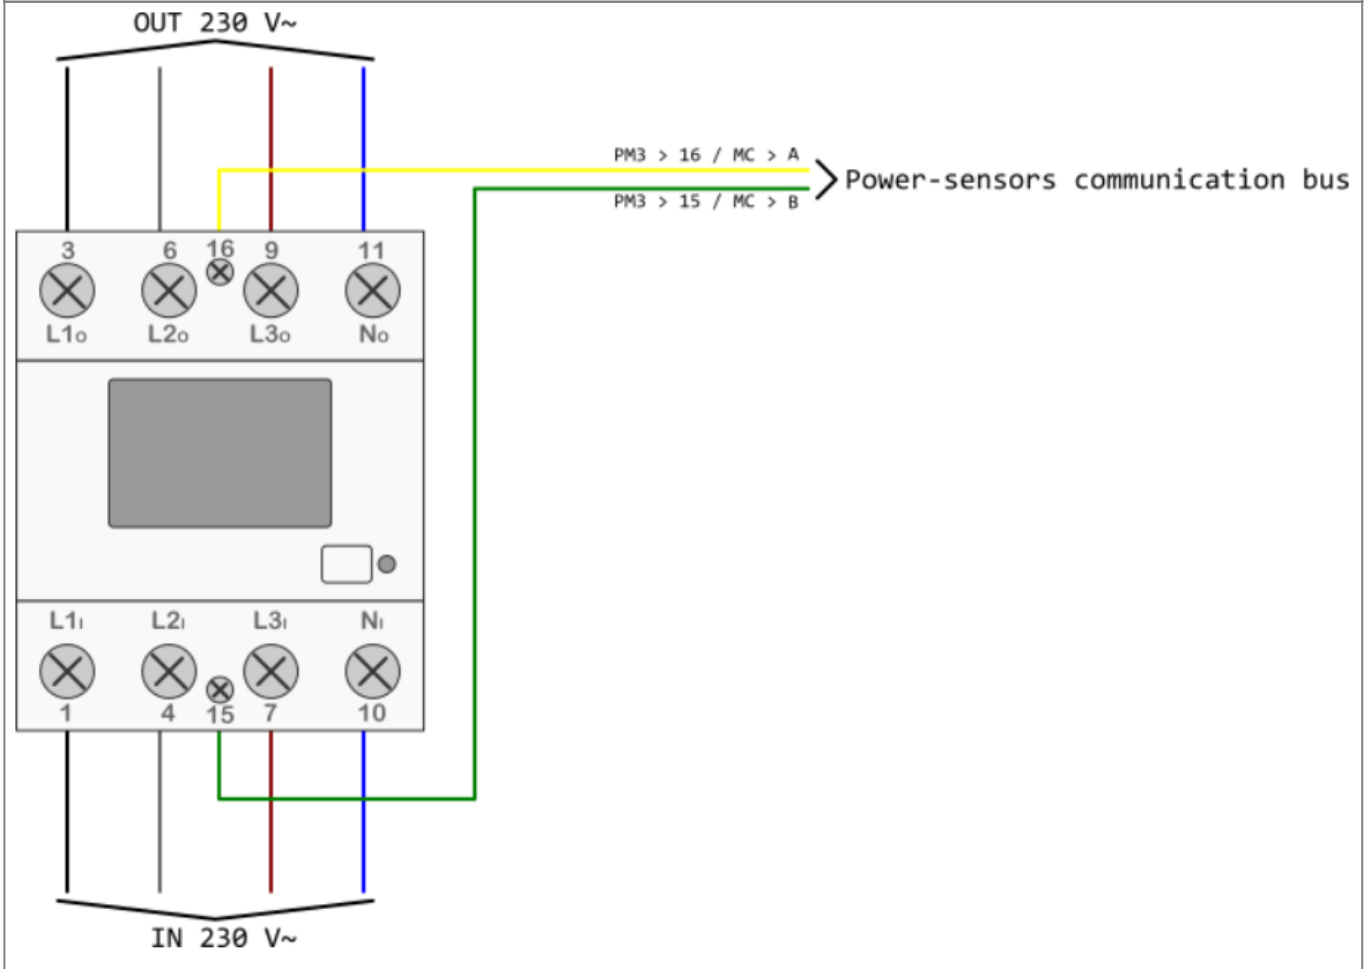 OUT 230 V~
PM3 > 16 / MC > A
Power-sensors communication bus
PM3 > 15 / MC > B
3 6 16 9 11
L1o L2o L3o No
L1I L2I L3I NI
1 4 15 7 10
IN 230 V~